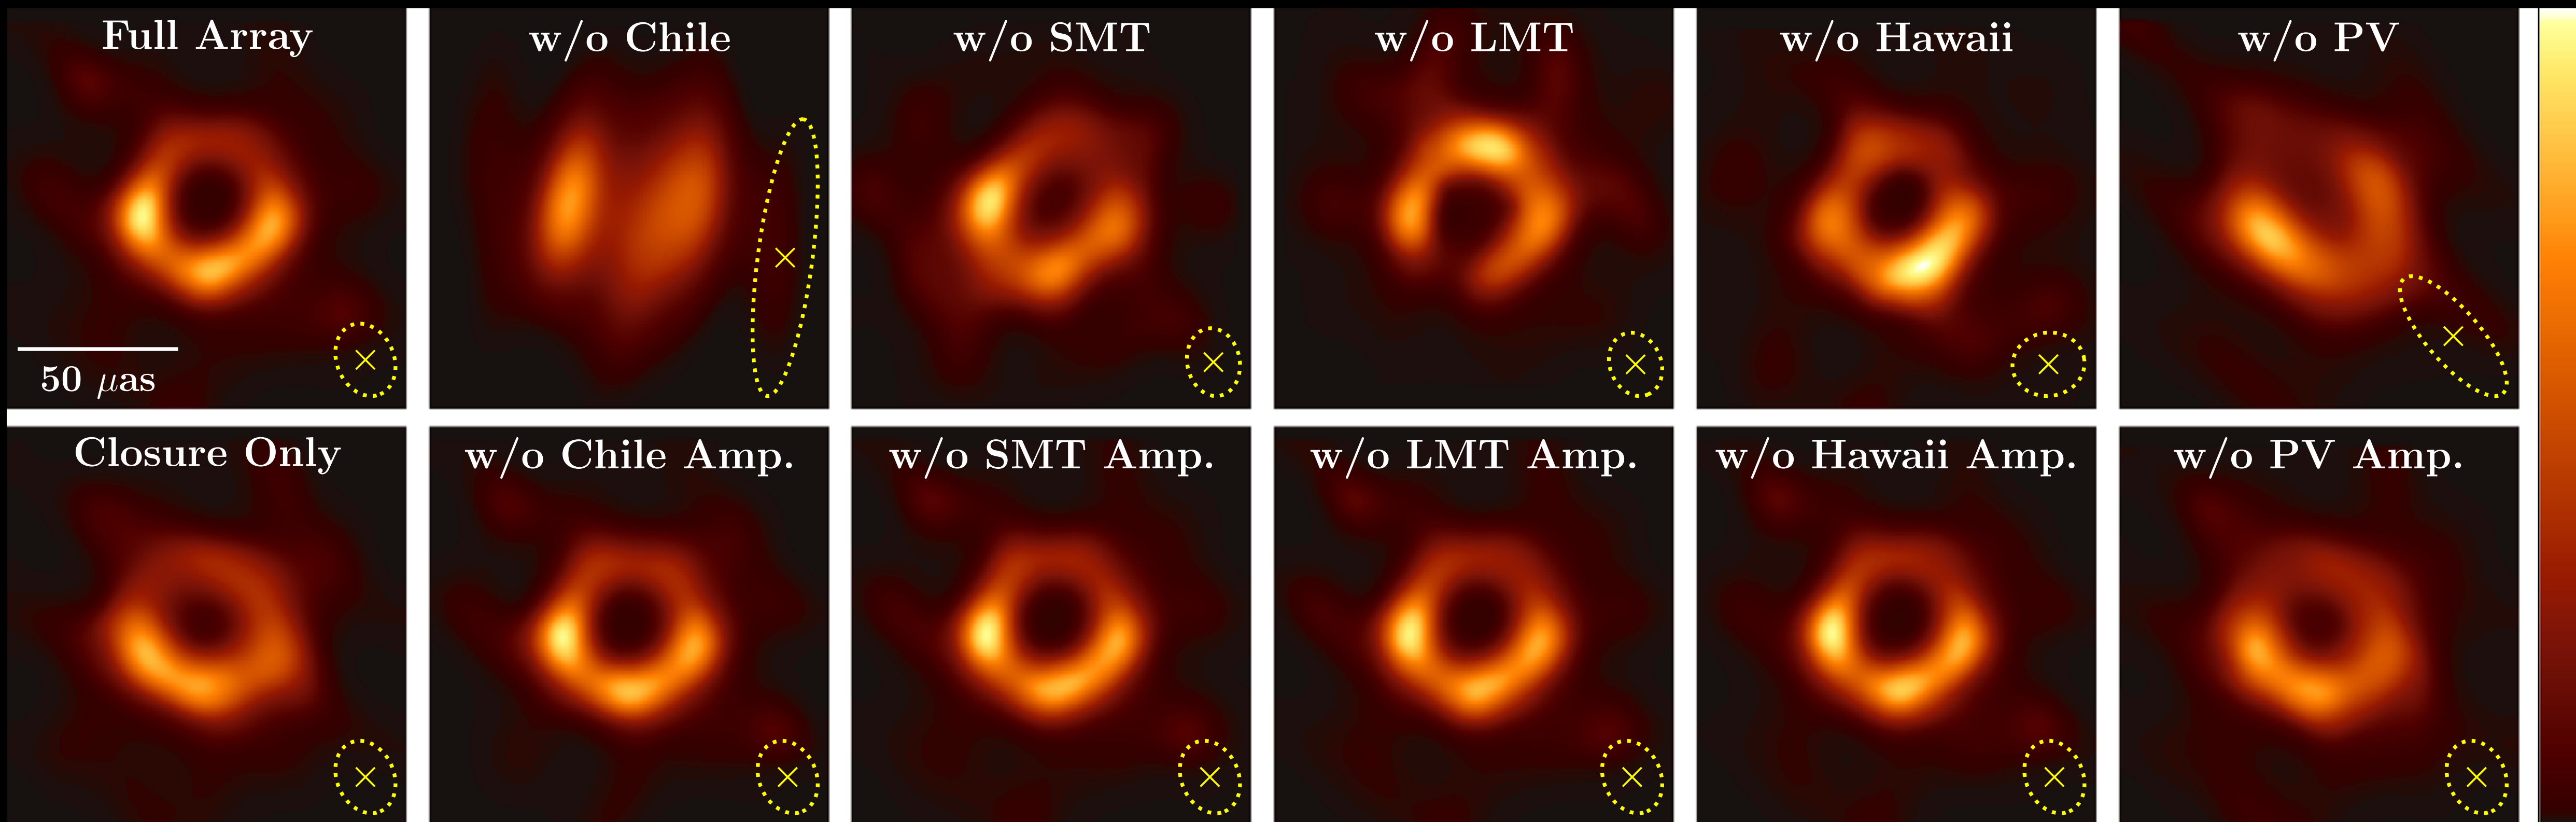 Full Array
w/o Chile
w/o SMT
w/o LMT
w/o Hawaii
w/o PV
50 μas
Closure Only
w/o Chile Amp.
w/o SMT Amp.
w/o LMT Amp.
w/o Hawaii Amp.
w/o PV Amp.